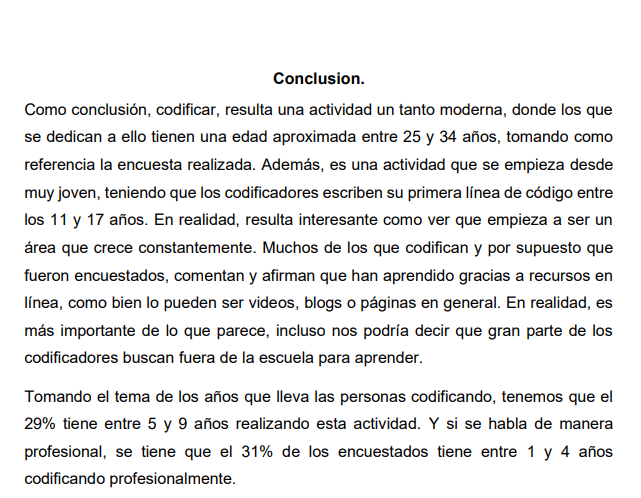 Conclusion.
Como conclusión, codificar, resulta una actividad un tanto moderna, donde los que
se dedican a ello tienen una edad aproximada entre 25 y 34 años, tomando como
referencia la encuesta realizada. Además, es una actividad que se empieza desde
muy joven, teniendo que los codificadores escriben su primera línea de código entre
los 11 y 17 años. En realidad, resulta interesante como ver que empieza a ser un
área que crece constantemente. Muchos de los que codifican y por supuesto que
fueron encuestados, comentan y afirman que han aprendido gracias a recursos en
línea, como bien lo pueden ser videos, blogs o páginas en general. En realidad, es
más importante de lo que parece, incluso nos podría decir que gran parte de los
codificadores buscan fuera de la escuela para aprender.
Tomando el tema de los años que lleva las personas codificando, tenemos que el
29% tiene entre 5 y 9 años realizando esta actividad. Y si se habla de manera
profesional, se tiene que el 31% de los encuestados tiene entre 1 y 4 años
codificando profesionalmente.